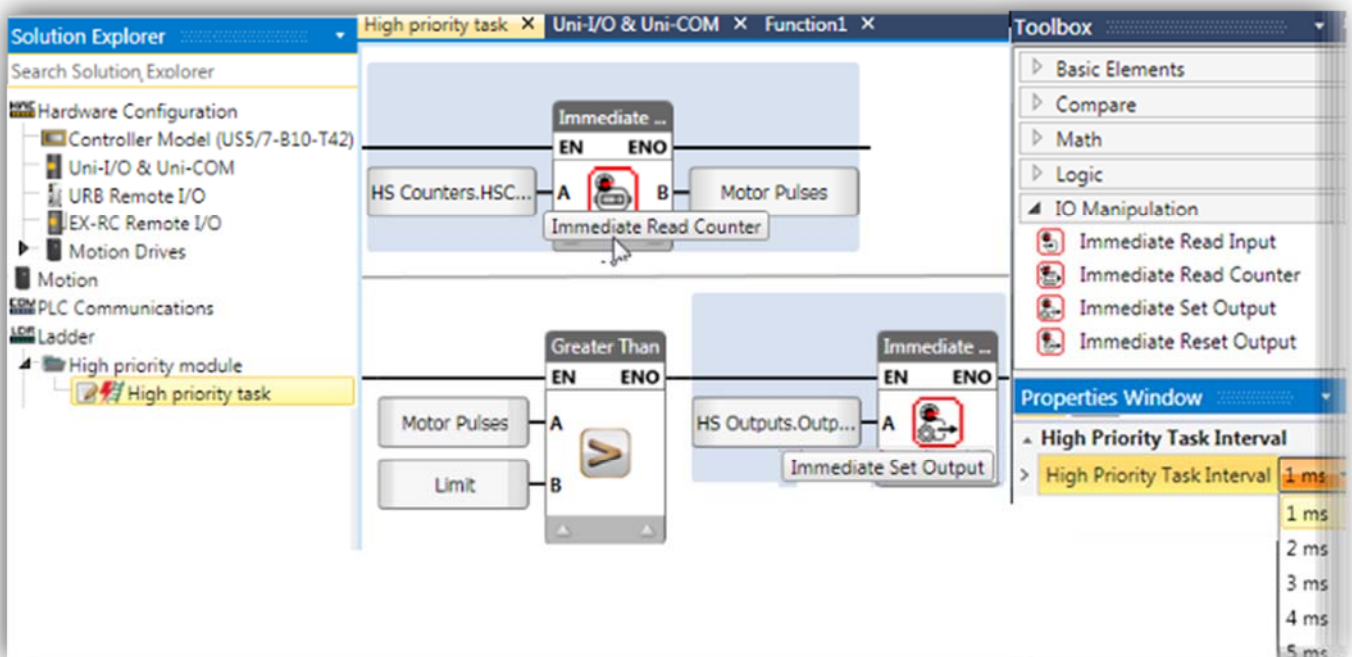 Solution Explorer
Search Solution Explorer
Hardware Configuration
Controller Model (US5/7-B10-T42)
Uni-I/O & Uni-COM
URB Remote I/O
EX-RC Remote I/O
Motion Drives
Motion
PLC Communications
Ladder
High priority module
High priority task
High priority task X Uni-I/O & Uni-COM X Function1 X
Immediate ...
EN ENO
HS Counters.HSC... A B Motor Pulses
Immediate Read Counter
Greater Than
EN ENO
Motor Pulses A
Limit B
>
Immediate ...
EN ENO
HS Outputs.Outp... A
Immediate Set Output
Toolbox
Basic Elements
Compare
Math
Logic
IO Manipulation
Immediate Read Input
Immediate Read Counter
Immediate Set Output
Immediate Reset Output
Properties Window
High Priority Task Interval
High Priority Task Interval 1 ms
1 ms
2 ms
3 ms
4 ms
5 ms